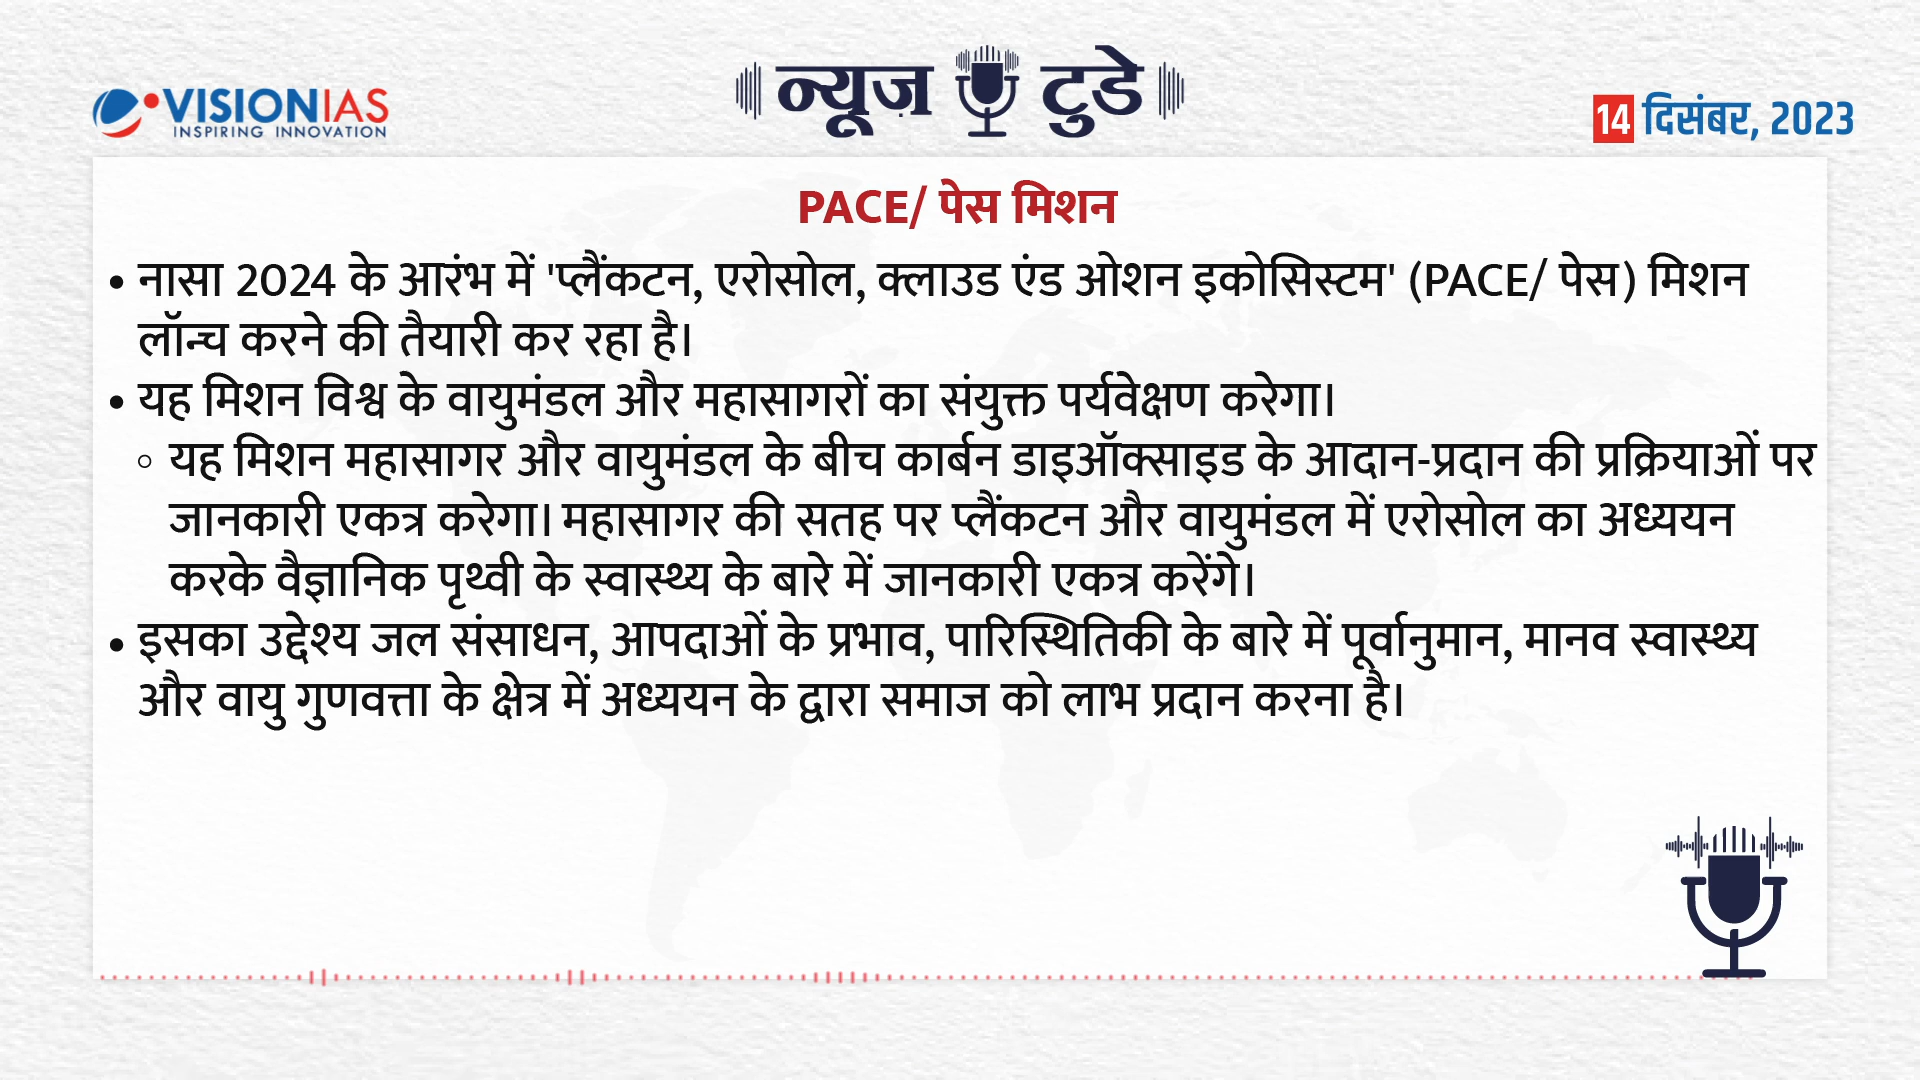 VISIONIAS
INSPIRING INNOVATION
न्यूज़ टुडे
14 दिसंबर, 2023
PACE/ पेस मिशन
• नासा 2024 के आरंभ में 'प्लैंकटन, एरोसोल, क्लाउड एंड ओशन इकोसिस्टम' (PACE/ पेस) मिशन
लॉन्च करने की तैयारी कर रहा है।
• यह मिशन विश्व के वायुमंडल और महासागरों का संयुक्त पर्यवेक्षण करेगा।
◦ यह मिशन महासागर और वायुमंडल के बीच कार्बन डाइऑक्साइड के आदान-प्रदान की प्रक्रियाओं पर
जानकारी एकत्र करेगा। महासागर की सतह पर प्लैंकटन और वायुमंडल में एरोसोल का अध्ययन
करके वैज्ञानिक पृथ्वी के स्वास्थ्य के बारे में जानकारी एकत्र करेंगे।
• इसका उद्देश्य जल संसाधन, आपदाओं के प्रभाव, पारिस्थितिकी के बारे में पूर्वानुमान, मानव स्वास्थ्य
और वायु गुणवत्ता के क्षेत्र में अध्ययन के द्वारा समाज को लाभ प्रदान करना है।